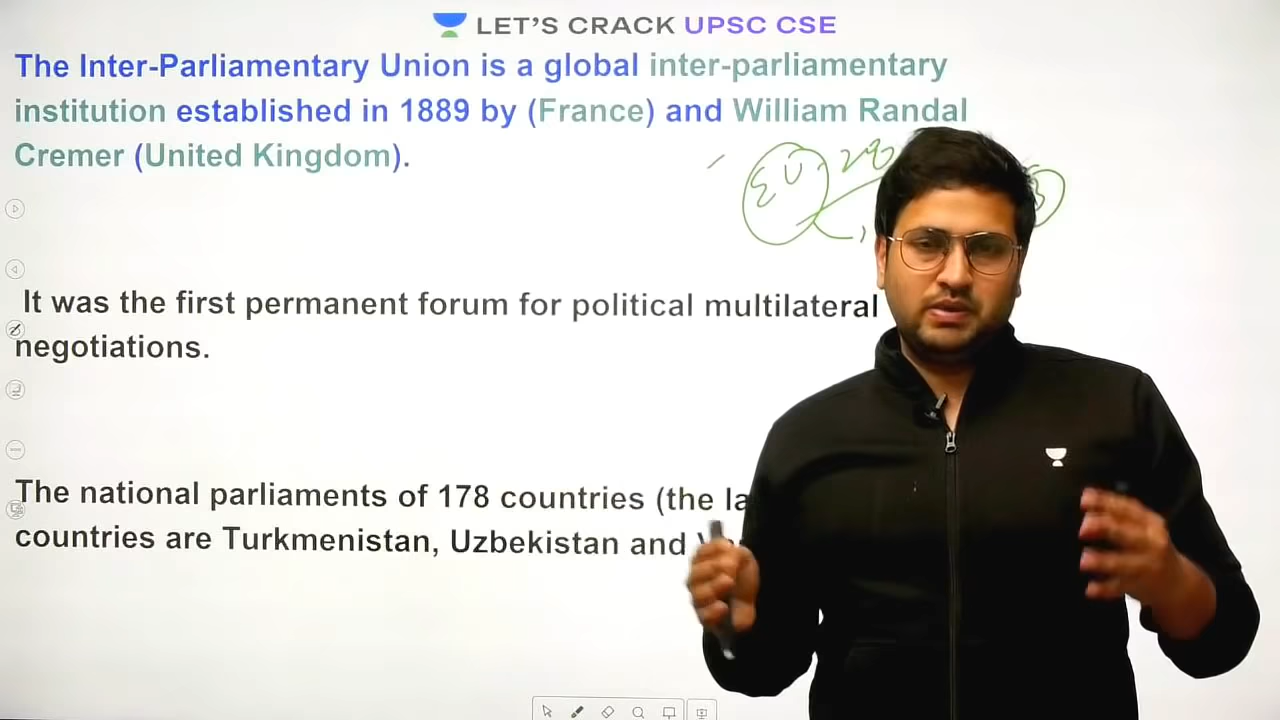 LET'S CRACK UPSC CSE
The Inter-Parliamentary Union is a global inter-parliamentary
institution established in 1889 by (France) and William Randal
Cremer (United Kingdom).
EU 28
It was the first permanent forum for political multilateral
negotiations.
The national parliaments of 178 countries (the
countries are Turkmenistan, Uzbekistan and